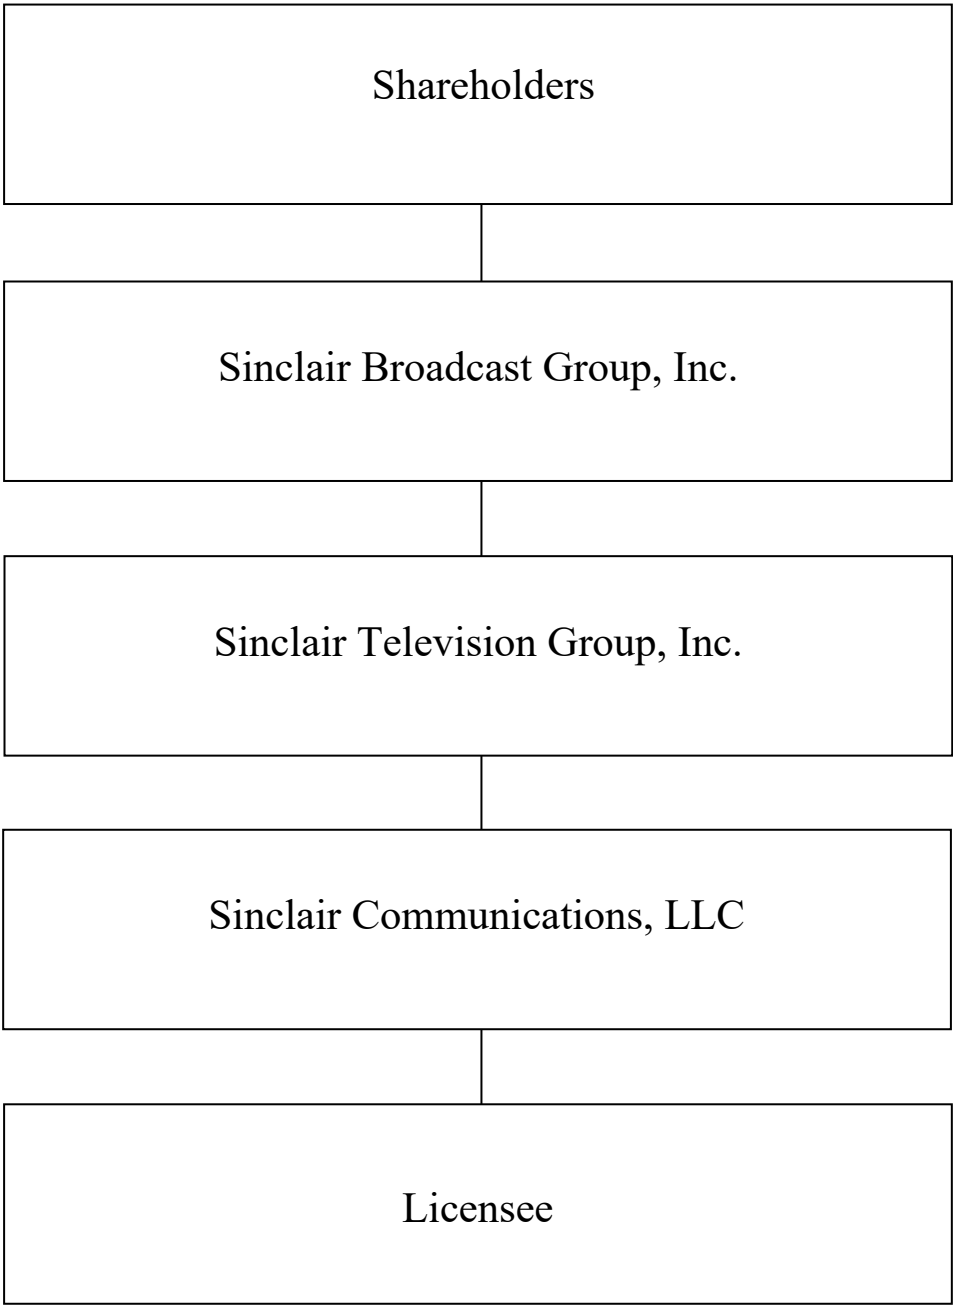 Shareholders
Sinclair Broadcast Group, Inc.
Sinclair Television Group, Inc.
Sinclair Communications, LLC
Licensee